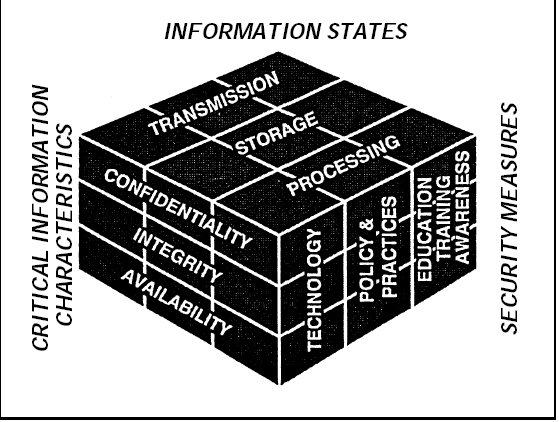 INFORMATION STATES
CRITICAL INFORMATION
CHARACTERISTICS
TRANSMISSION
STORAGE
PROCESSING
CONFIDENTIALITY
INTEGRITY
AVAILABILITY
TECHNOLOGY
POLICY &
PRACTICES
EDUCATION
TRAINING
AWARENESS
SECURITY MEASURES